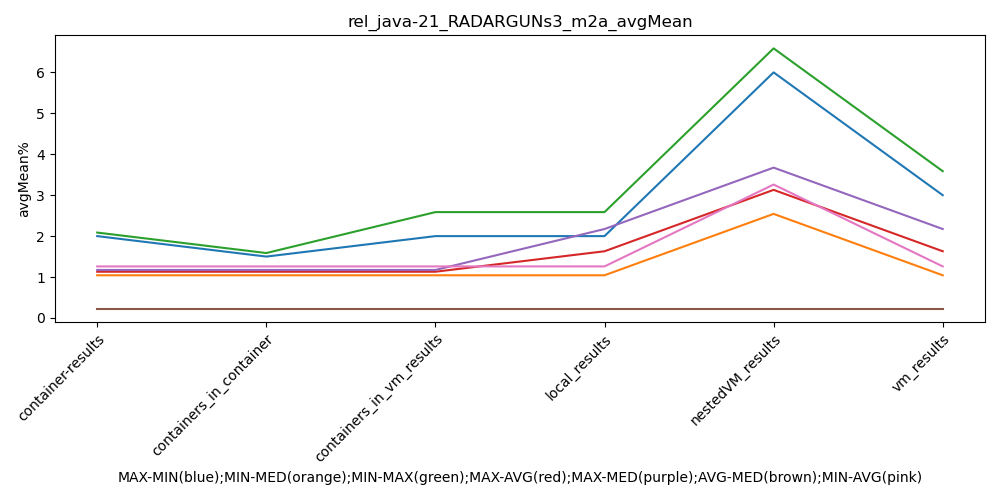 rel_java-21_RADARGUNs3_m2a_avgMean
avgMean%
6
5
4
3
2
1
0
container-results
containers_in_container
containers_in_vm_results
local_results
nestedVM_results
vm_results
MAX-MIN(blue);MIN-MED(orange);MIN-MAX(green);MAX-AVG(red);MAX-MED(purple);AVG-MED(brown);MIN-AVG(pink)